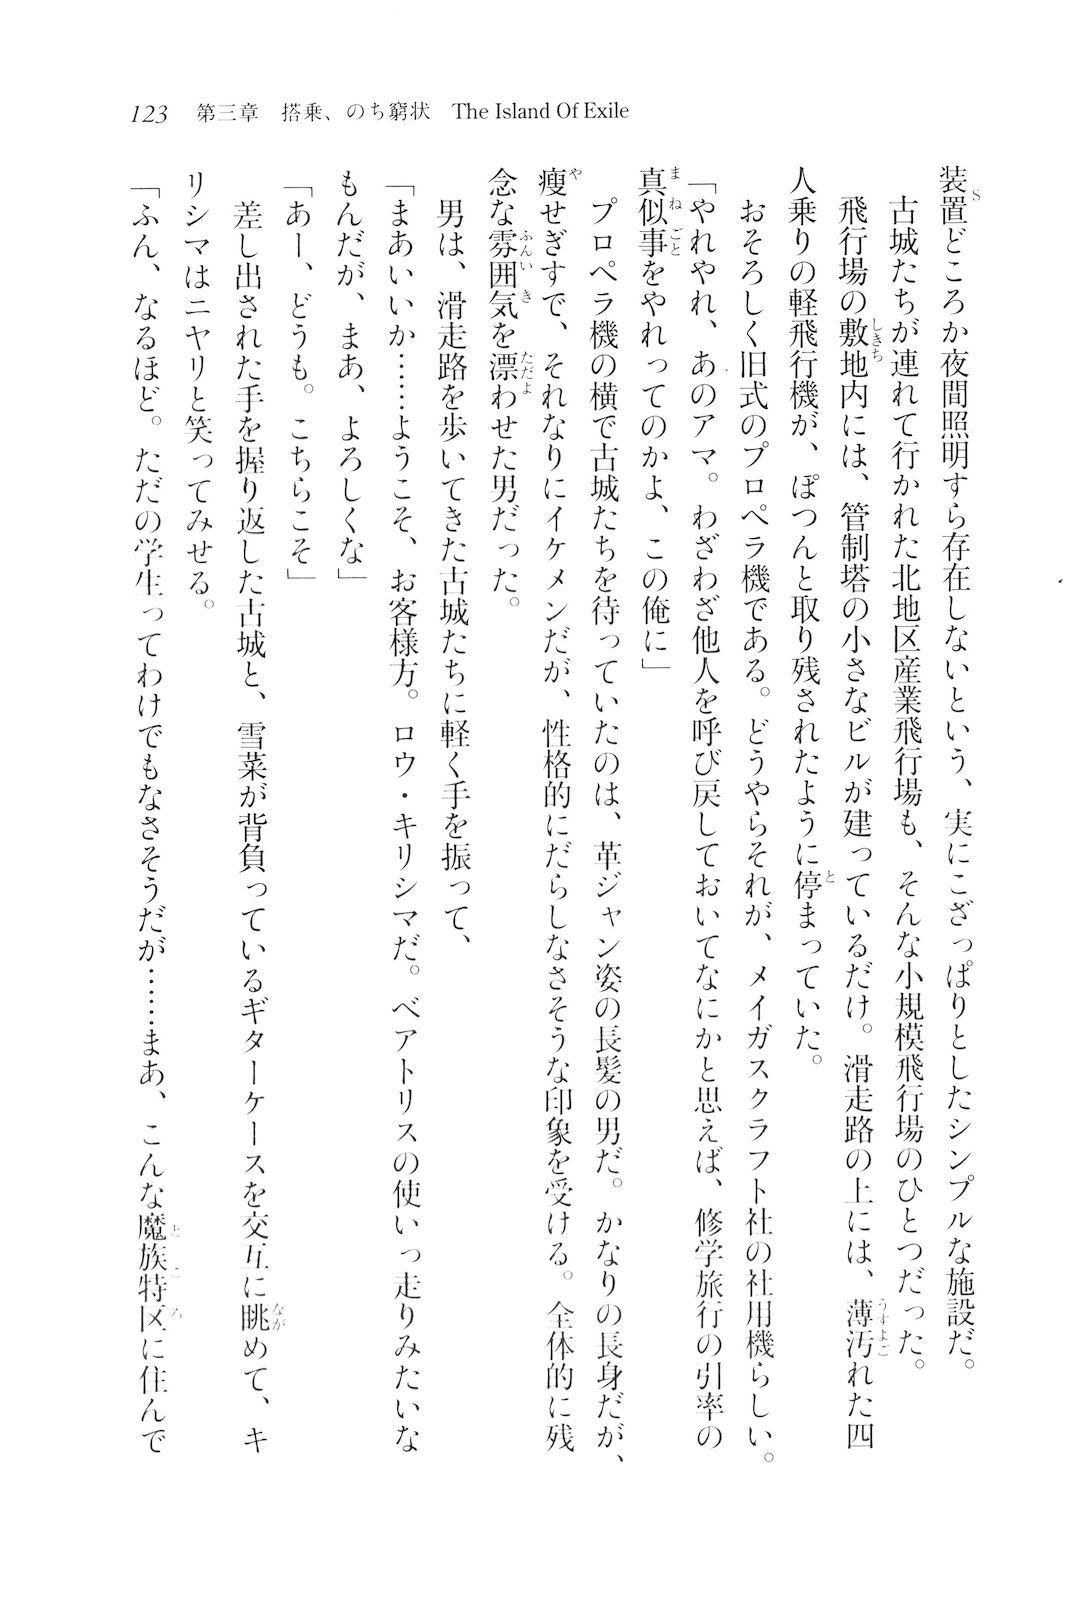 123　第三章　搭乗、のち窮状　The Island Of Exile
装置どころか夜間照明すら存在しないという、実にこざっぱりとしたシンプルな施設だ。
古城たちが連れて行かれた北地区産業飛行場も、そんな小規模飛行場のひとつだった。
飛行場の敷地内には、管制塔の小さなビルが建っているだけ。滑走路の上には、薄汚れた四
人乗りの軽飛行機が、ぽつんと取り残されたように停まっていた。
おそろしく旧式のプロペラ機である。どうやらそれが、メイガスクラフト社の社用機らしい。
「やれやれ、あのアマ。わざわざ他人を呼び戻しておいてなにかと思えば、修学旅行の引率の
真似事をやれってのかよ、この俺に」
プロペラ機の横で古城たちを待っていたのは、革ジャン姿の長髪の男だ。かなりの長身だが、
痩せぎすで、それなりにイケメンだが、性格的にだらしなさそうな印象を受ける。全体的に残
念な雰囲気を漂わせた男だった。
男は、滑走路を歩いてきた古城たちに軽く手を振って、
「まあいいか……ようこそ、お客様方。ロウ・キリシマだ。ベアトリスの使いっ走りみたいな
もんだが、まあ、よろしくな」
「あー、どうも。こちらこそ」
差し出された手を握り返した古城と、雪菜が背負っているギターケースを交互に眺めて、キ
リシマはニヤリと笑ってみせる。
「ふん、なるほど。ただの学生ってわけでもなさそうだが……まあ、こんな魔族特区に住んで